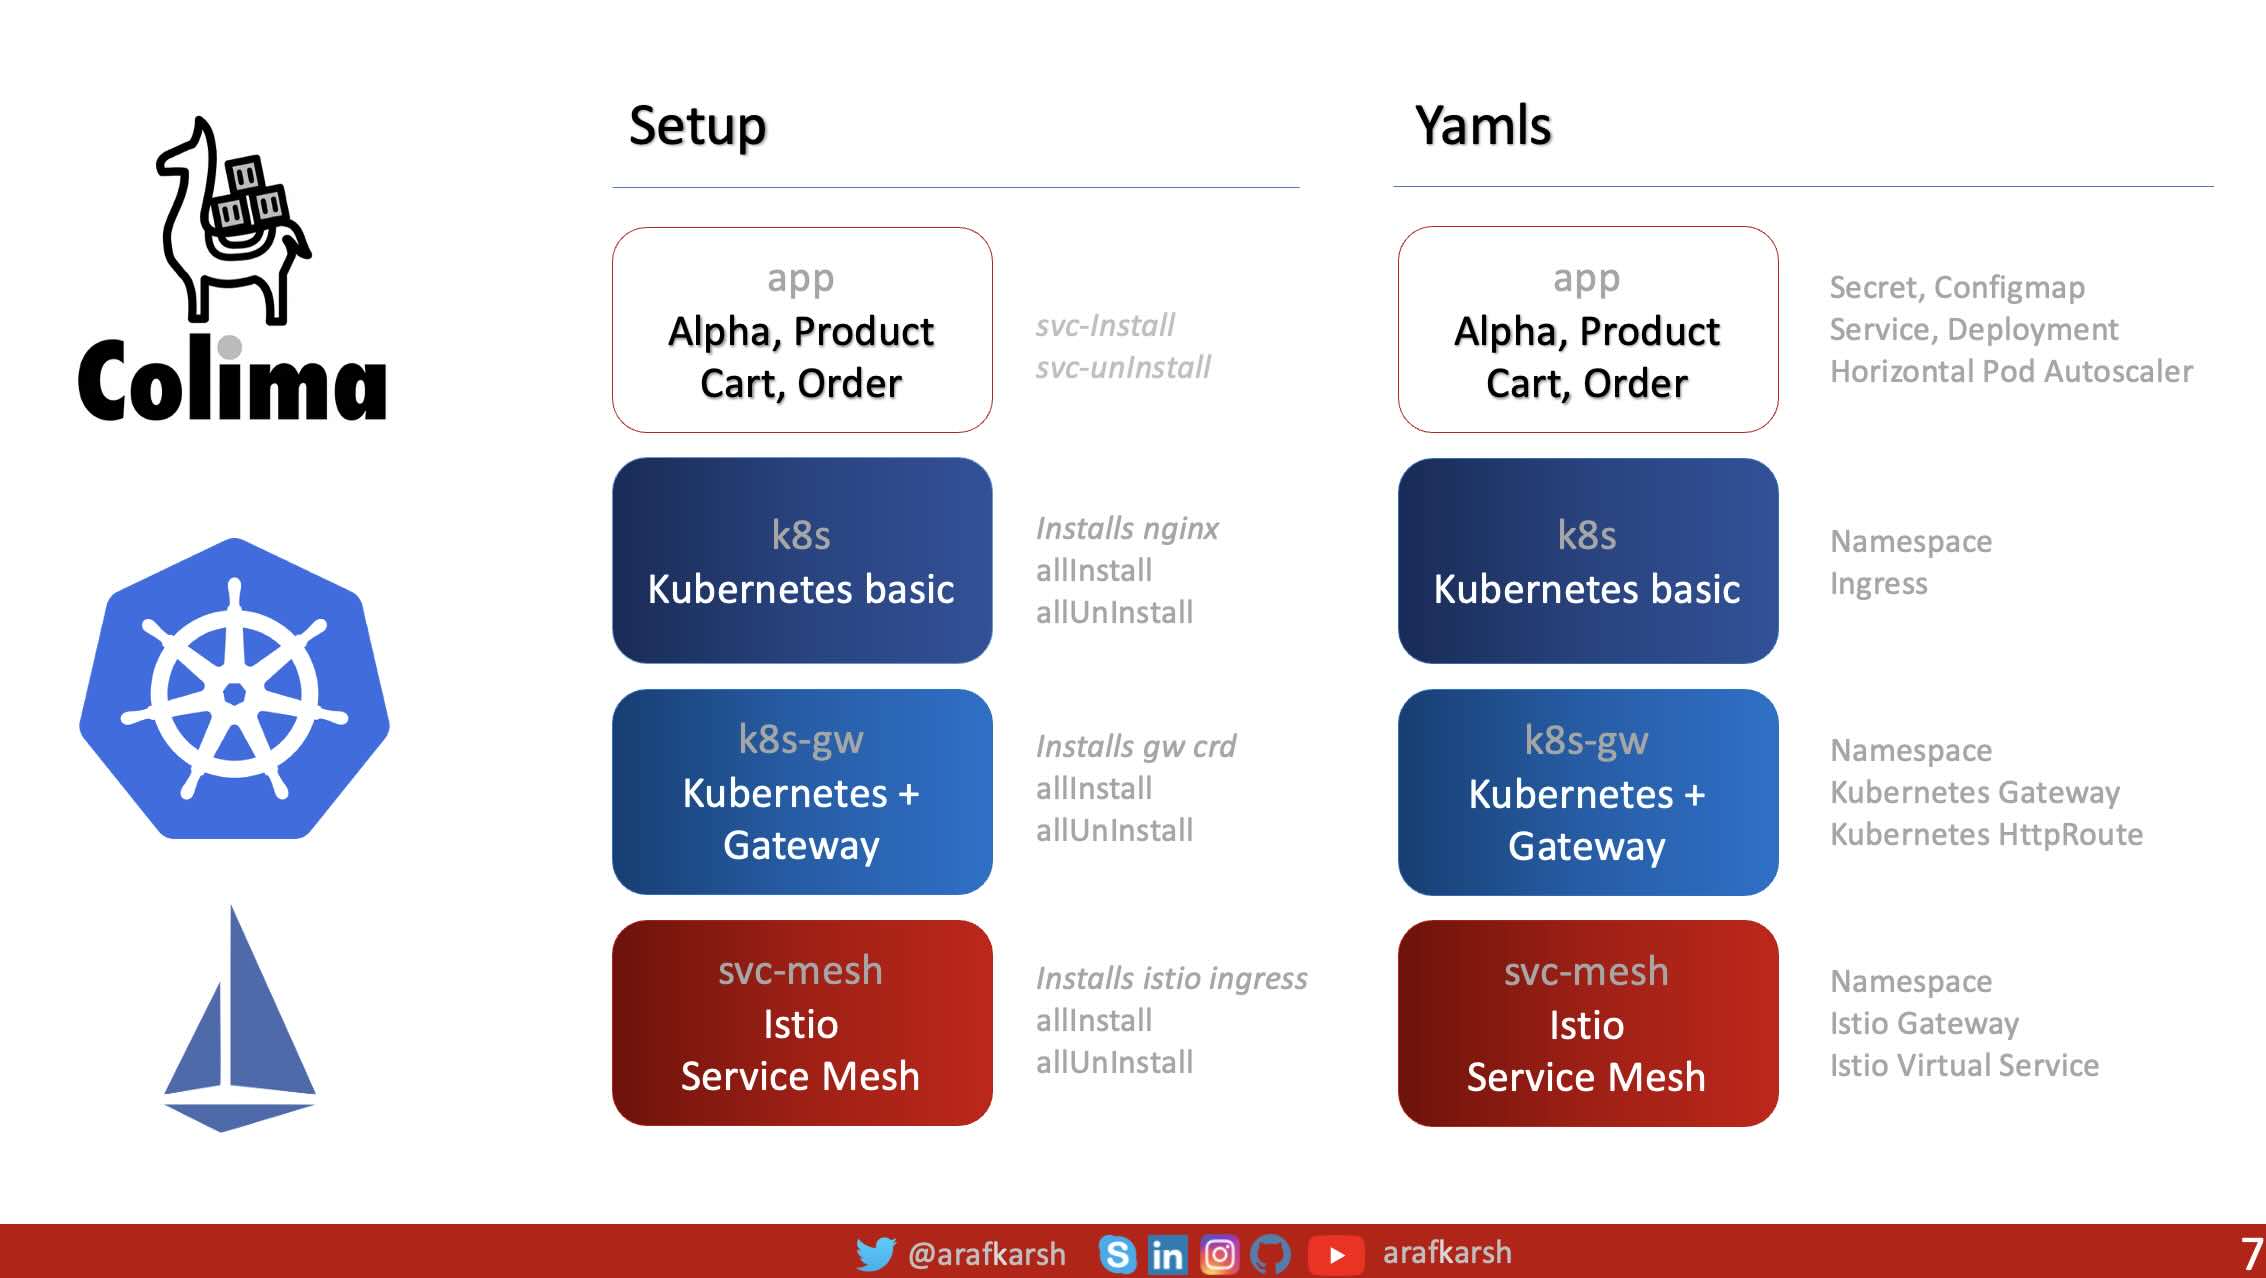 Colima
Setup
app
Alpha, Product
Cart, Order
svc-Install
svc-unInstall
k8s
Kubernetes basic
Installs nginx
allInstall
allUnInstall
k8s-gw
Kubernetes +
Gateway
Installs gw crd
allInstall
allUnInstall
svc-mesh
Istio
Service Mesh
Installs istio ingress
allInstall
allUnInstall
Yamls
app
Alpha, Product
Cart, Order
Secret, Configmap
Service, Deployment
Horizontal Pod Autoscaler
k8s
Kubernetes basic
Namespace
Ingress
k8s-gw
Kubernetes +
Gateway
Namespace
Kubernetes Gateway
Kubernetes HttpRoute
svc-mesh
Istio
Service Mesh
Namespace
Istio Gateway
Istio Virtual Service
@arafkarsh S in arafkarsh 7